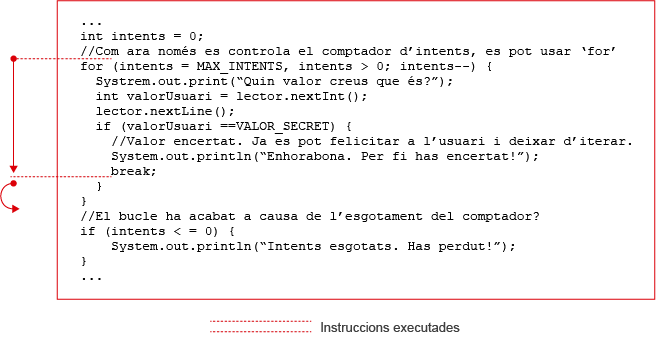 ...
int intents = 0;
//Com ara només es controla el comptador d’intents, es pot usar ‘for’
for (intents = MAX_INTENTS, intents > 0; intents--) {
Systrem.out.print(“Quin valor creus que és?”);
int valorUsuari = lector.nextInt();
lector.nextLine();
if (valorUsuari ==VALOR_SECRET) {
//Valor encertat. Ja es pot felicitar a l’usuari i deixar d’iterar.
System.out.println(“Enhorabona. Per fi has encertat!”);
break;
}
}
//El bucle ha acabat a causa de l’esgotament del comptador?
if (intents < = 0) {
System.out.println(“Intents esgotats. Has perdut!”);
}
...
Instruccions executades